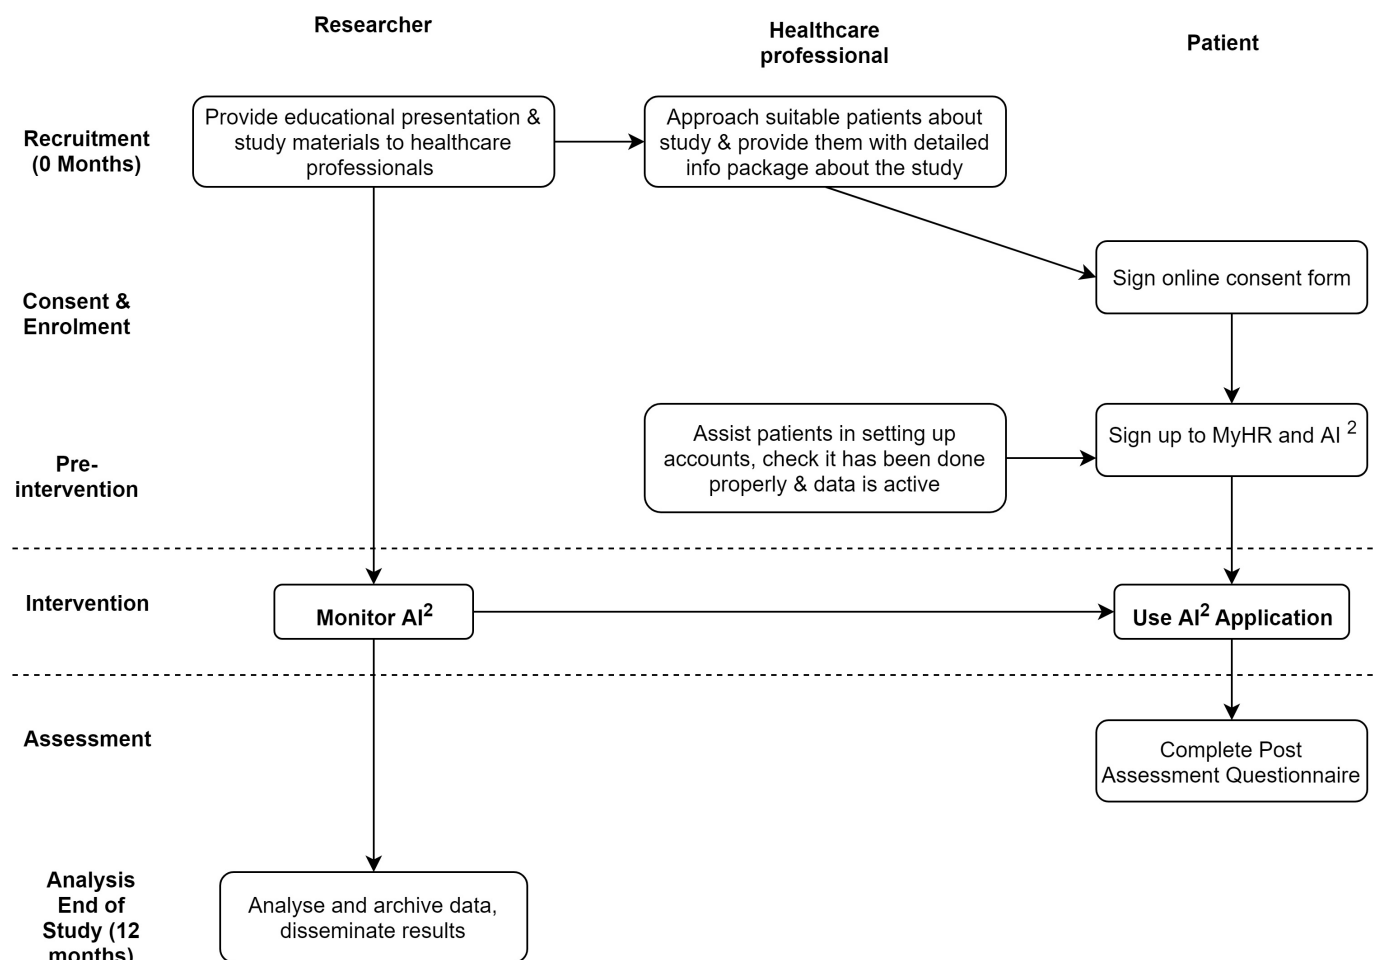 Researcher
Healthcare
professional
Patient
Recruitment
(0 Months)
Provide educational presentation &
study materials to healthcare
professionals
Approach suitable patients about
study & provide them with detailed
info package about the study
Sign online consent form
Consent &
Enrolment
Pre-
intervention
Assist patients in setting up
accounts, check it has been done
properly & data is active
Sign up to MyHR and AI ²
Intervention
Monitor AI²
Use AI² Application
Assessment
Complete Post
Assessment Questionnaire
Analysis
End of
Study (12
months)
Analyse and archive data,
disseminate results